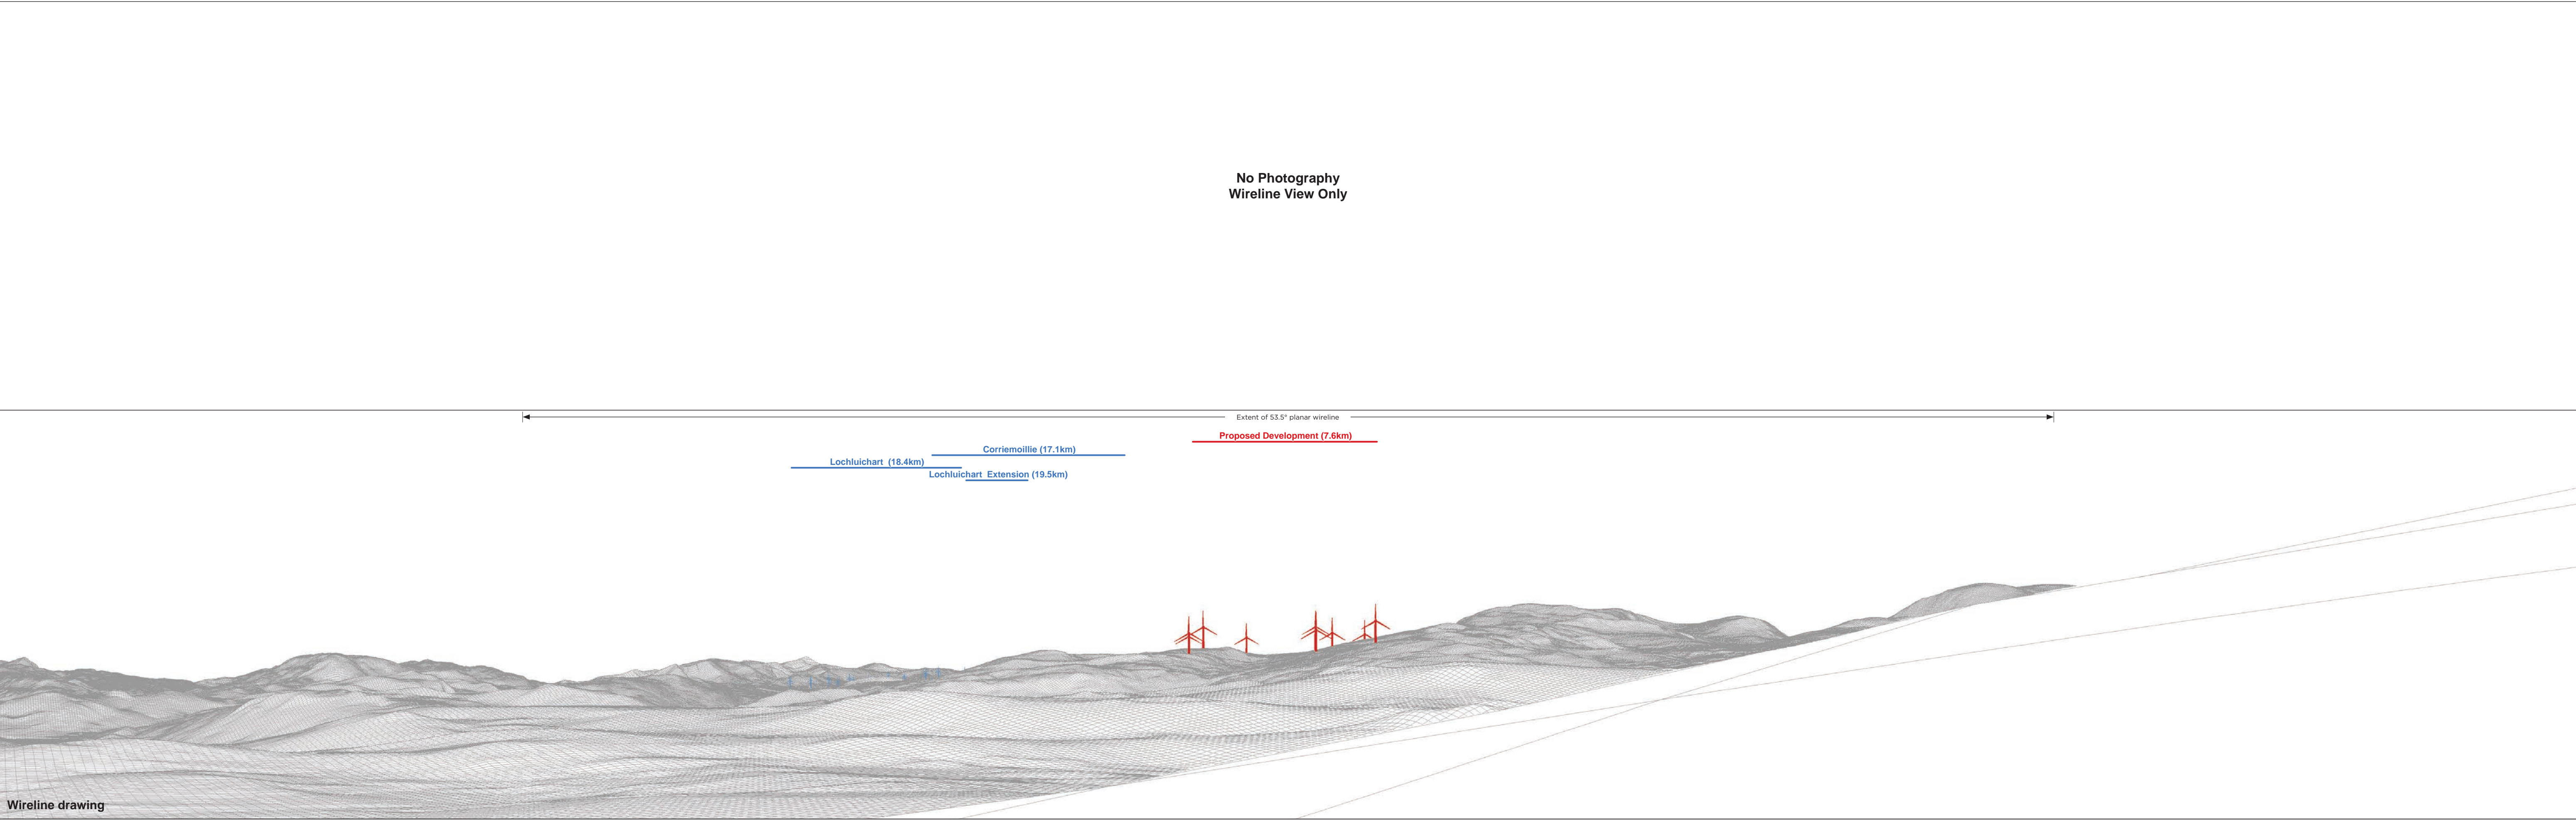 No Photography
Wireline View Only
Extent of 53.5° planar wireline
Proposed Development (7.6km)
Corriemoillie (17.1km)
Lochluichart (18.4km)
Lochluichart Extension (19.5km)
Wireline drawing